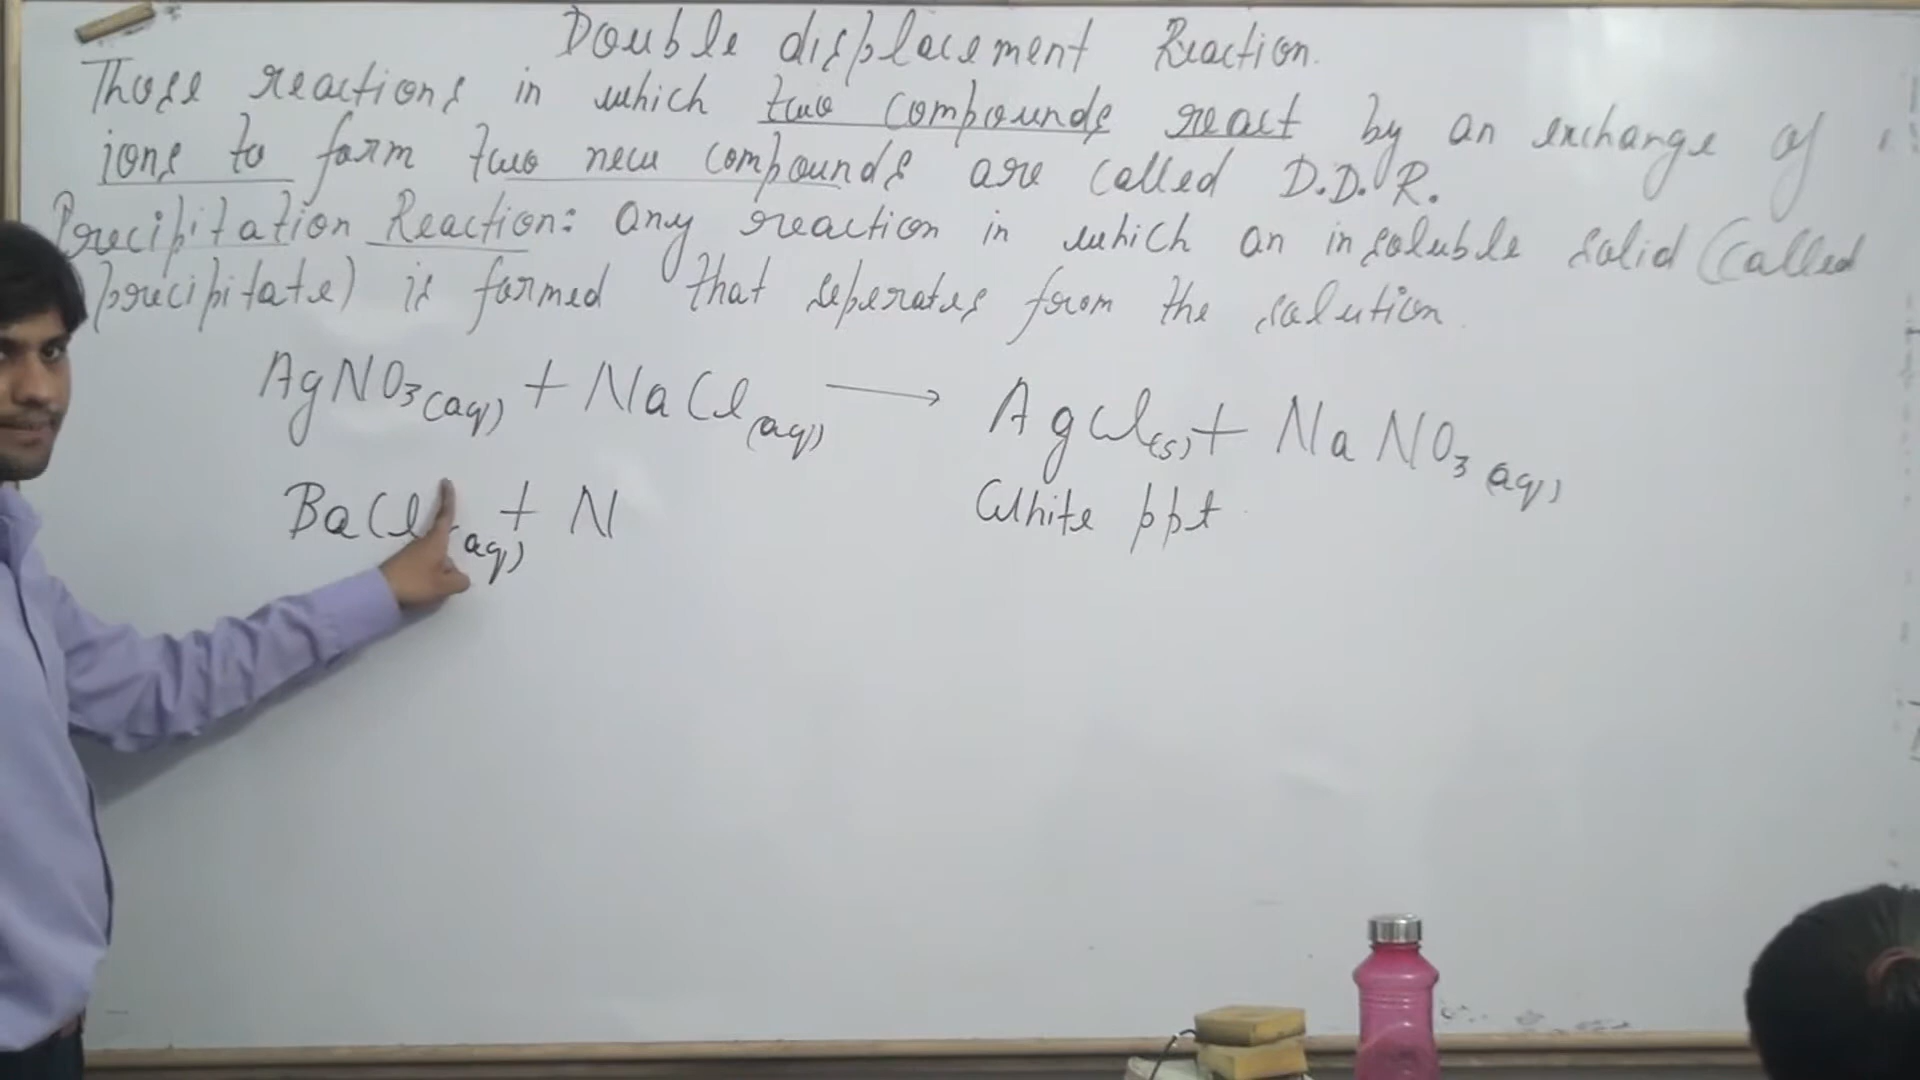 Double displacement Reaction.
Those reactions in which two compounds react by an exchange of
ions to form two new compounds are called D.D.R.
Precipitation Reaction: any reaction in which an insoluble solid (called
precipitate) is formed that seperates from the solution.
AgNO3(aq) + NaCl(aq) → AgCl(s) + NaNO3(aq)
White ppt
BaCl (aq) + N